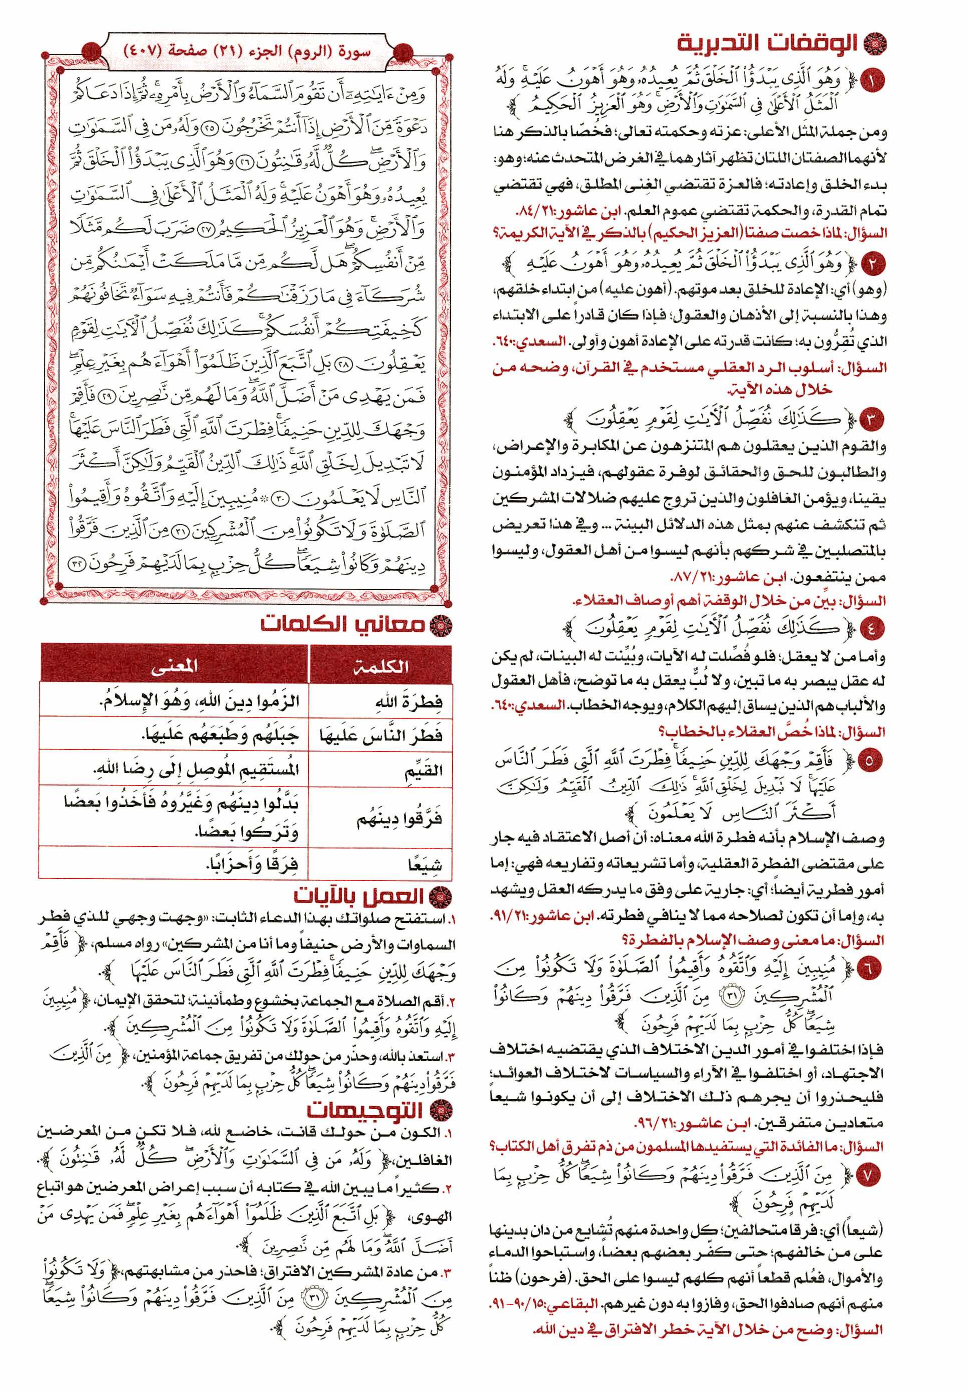 الوقفات التدبرية
١ ﴿ وَهُوَ ٱلَّذِى يَبْدَؤُا۟ ٱلْخَلْقَ ثُمَّ يُعِيدُهُۥ وَهُوَ أَهْوَنُ عَلَيْهِ ۚ وَلَهُ
ٱلْمَثَلُ ٱلْأَعْلَىٰ فِى ٱلسَّمَٰوَٰتِ وَٱلْأَرْضِ ۚ وَهُوَ ٱلْعَزِيزُ ٱلْحَكِيمُ ﴾
ومن جملة المثل الأعلى: عزته وحكمته تعالى؛ فخصّا بالذكر هنا
لأنهما الصفتان اللتان تظهر آثارهما في الغرض المتحدث عنه؛ وهو:
بدء الخلق وإعادته؛ فالعزة تقتضي الغنى المطلق، فهي تقتضي
تمام القدرة، والحكمة تقتضي عموم العلم. ابن عاشور:٨٤/٢١.
السؤال: لماذا خصت صفتا (العزيز الحكيم) بالذكر في الآية الكريمة؟
٢ ﴿ وَهُوَ ٱلَّذِى يَبْدَؤُا۟ ٱلْخَلْقَ ثُمَّ يُعِيدُهُۥ وَهُوَ أَهْوَنُ عَلَيْهِ ﴾
(وهو) أي: الإعادة للخلق بعد موتهم. (أهون عليه) من ابتداء خلقهم،
وهذا بالنسبة إلى الأذهان والعقول؛ فإذا كان قادراً على الابتداء
الذي تُقِرُّون به؛ كانت قدرته على الإعادة أهون وأولى. السعدي:٦٤٠.
السؤال: أسلوب الرد العقلي مستخدم في القرآن، وضحه من
خلال هذه الآية.
٣ ﴿ كَذَٰلِكَ نُفَصِّلُ ٱلْءَايَٰتِ لِقَوْمٍ يَعْقِلُونَ ﴾
والقوم الذين يعقلون هم المتنزهون عن المكابرة والإعراض،
والطالبون للحق والحقائق لوفرة عقولهم، فيزداد المؤمنون
يقينا، ويؤمن الغافلون والذين تروج عليهم ضلالات المشركين
ثم تنكشف عنهم بمثل هذه الدلائل البينة ... وفي هذا تعريض
بالمتصلبين في شركهم بأنهم ليسوا من أهل العقول، وليسوا
ممن ينتفعون. ابن عاشور:٨٧/٢١.
السؤال: بيِّن من خلال الوقفة أهم أوصاف العقلاء.
٤ ﴿ كَذَٰلِكَ نُفَصِّلُ ٱلْءَايَٰتِ لِقَوْمٍ يَعْقِلُونَ ﴾
وأما من لا يعقل؛ فلو فُصِّلت له الآيات، وبُيِّنت له البينات، لم يكن
له عقل يبصر به ما تبين، ولا لُبٌّ يعقل به ما توضح، فأهل العقول
والألباب هم الذين يساق إليهم الكلام، ويوجه الخطاب. السعدي:٦٤٠.
السؤال: لماذا خُصَّ العقلاء بالخطاب؟
٥ ﴿ فَأَقِمْ وَجْهَكَ لِلدِّينِ حَنِيفًا ۚ فِطْرَتَ ٱللَّهِ ٱلَّتِى فَطَرَ ٱلنَّاسَ
عَلَيْهَا ۚ لَا تَبْدِيلَ لِخَلْقِ ٱللَّهِ ۚ ذَٰلِكَ ٱلدِّينُ ٱلْقَيِّمُ وَلَٰكِنَّ
أَكْثَرَ ٱلنَّاسِ لَا يَعْلَمُونَ ﴾
وصف الإسلام بأنه فطرة الله معناه: أن أصل الاعتقاد فيه جار
على مقتضى الفطرة العقلية، وأما تشريعاته وتفاريعه فهي: إما
أمور فطرية أيضاً؛ أي: جارية على وفق ما يدركه العقل ويشهد
به، وإما أن تكون لصلاحه مما لا ينافي فطرته. ابن عاشور:٩١/٢١.
السؤال: ما معنى وصف الإسلام بالفطرة؟
٦ ﴿ مُنِيبِينَ إِلَيْهِ وَٱتَّقُوهُ وَأَقِيمُوا۟ ٱلصَّلَوٰةَ وَلَا تَكُونُوا۟ مِنَ
ٱلْمُشْرِكِينَ ٣١ مِنَ ٱلَّذِينَ فَرَّقُوا۟ دِينَهُمْ وَكَانُوا۟
شِيَعًا ۖ كُلُّ حِزْبٍۭ بِمَا لَدَيْهِمْ فَرِحُونَ ﴾
فإذا اختلفوا في أمور الدين الاختلاف الذي يقتضيه اختلاف
الاجتهاد، أو اختلفوا في الآراء والسياسات لاختلاف العوائد؛
فليحذروا أن يجرهم ذلك الاختلاف إلى أن يكونوا شيعاً
متعادين متفرقين. ابن عاشور:٩٦/٢١.
السؤال: ما الفائدة التي يستفيدها المسلمون من ذم تفرق أهل الكتاب؟
٧ ﴿ مِنَ ٱلَّذِينَ فَرَّقُوا۟ دِينَهُمْ وَكَانُوا۟ شِيَعًا ۖ كُلُّ حِزْبٍۭ بِمَا
لَدَيْهِمْ فَرِحُونَ ﴾
(شيعاً) أي: فرقا متحالفين؛ كل واحدة منهم تُشايع من دان بدينها
على من خالفهم؛ حتى كفّر بعضهم بعضاً، واستباحوا الدماء
والأموال، فعُلم قطعاً أنهم كلهم ليسوا على الحق. (فرحون) ظناً
منهم أنهم صادفوا الحق، وفازوا به دون غيرهم. البقاعي:٩٠/١٥-٩١.
السؤال: وضح من خلال الآية خطر الافتراق في دين الله.
سورة (الروم) الجزء (٢١) صفحة (٤٠٧)
وَمِنْ ءَايَٰتِهِۦٓ أَن تَقُومَ ٱلسَّمَآءُ وَٱلْأَرْضُ بِأَمْرِهِۦ ۚ ثُمَّ إِذَا دَعَاكُمْ
دَعْوَةً مِّنَ ٱلْأَرْضِ إِذَآ أَنتُمْ تَخْرُجُونَ ٢٥ وَلَهُۥ مَن فِى ٱلسَّمَٰوَٰتِ
وَٱلْأَرْضِ ۖ كُلٌّ لَّهُۥ قَٰنِتُونَ ٢٦ وَهُوَ ٱلَّذِى يَبْدَؤُا۟ ٱلْخَلْقَ ثُمَّ
يُعِيدُهُۥ وَهُوَ أَهْوَنُ عَلَيْهِ ۚ وَلَهُ ٱلْمَثَلُ ٱلْأَعْلَىٰ فِى ٱلسَّمَٰوَٰتِ
وَٱلْأَرْضِ ۚ وَهُوَ ٱلْعَزِيزُ ٱلْحَكِيمُ ٢٧ ضَرَبَ لَكُم مَّثَلًا
مِّنْ أَنفُسِكُمْ ۖ هَل لَّكُم مِّن مَّا مَلَكَتْ أَيْمَٰنُكُم مِّن
شُرَكَآءَ فِى مَا رَزَقْنَٰكُمْ فَأَنتُمْ فِيهِ سَوَآءٌ تَخَافُونَهُمْ
كَخِيفَتِكُمْ أَنفُسَكُمْ ۚ كَذَٰلِكَ نُفَصِّلُ ٱلْءَايَٰتِ لِقَوْمٍ
يَعْقِلُونَ ٢٨ بَلِ ٱتَّبَعَ ٱلَّذِينَ ظَلَمُوٓا۟ أَهْوَآءَهُم بِغَيْرِ عِلْمٍ ۖ
فَمَن يَهْدِى مَنْ أَضَلَّ ٱللَّهُ ۖ وَمَا لَهُم مِّن نَّٰصِرِينَ ٢٩ فَأَقِمْ
وَجْهَكَ لِلدِّينِ حَنِيفًا ۚ فِطْرَتَ ٱللَّهِ ٱلَّتِى فَطَرَ ٱلنَّاسَ عَلَيْهَا ۚ
لَا تَبْدِيلَ لِخَلْقِ ٱللَّهِ ۚ ذَٰلِكَ ٱلدِّينُ ٱلْقَيِّمُ وَلَٰكِنَّ أَكْثَرَ
ٱلنَّاسِ لَا يَعْلَمُونَ ٣٠ ۞ مُنِيبِينَ إِلَيْهِ وَٱتَّقُوهُ وَأَقِيمُوا۟
ٱلصَّلَوٰةَ وَلَا تَكُونُوا۟ مِنَ ٱلْمُشْرِكِينَ ٣١ مِنَ ٱلَّذِينَ فَرَّقُوا۟
دِينَهُمْ وَكَانُوا۟ شِيَعًا ۖ كُلُّ حِزْبٍۭ بِمَا لَدَيْهِمْ فَرِحُونَ ٣٢
معاني الكلمات
الكلمة المعنى
فِطرَةَ اللهِ الزَمُوا دِينَ اللهِ، وَهُوَ الإِسلاَمُ.
فَطَرَ النَّاسَ عَلَيهَا جَبَلَهُم وَطَبَعَهُم عَلَيهَا.
القَيِّمِ المُستَقِيمِ المُوصِلِ إِلَى رِضَا اللهِ.
فَرَّقُوا دِينَهُم بَدَّلُوا دِينَهُم وَغَيَّرُوهُ فَأَخَذُوا بَعضًا
وَتَرَكُوا بَعضًا.
شِيَعًا فِرَقًا وَأَحزَابًا.
العمل بالآيات
١. استفتح صلواتك بهذا الدعاء الثابت: «وجهت وجهي للذي فطر
السماوات والأرض حنيفاً وما أنا من المشركين» رواه مسلم، ﴿ فَأَقِمْ
وَجْهَكَ لِلدِّينِ حَنِيفًا ۚ فِطْرَتَ ٱللَّهِ ٱلَّتِى فَطَرَ ٱلنَّاسَ عَلَيْهَا ﴾.
٢. أقم الصلاة مع الجماعة بخشوع وطمأنينة؛ لتحقق الإيمان، ﴿ مُنِيبِينَ
إِلَيْهِ وَٱتَّقُوهُ وَأَقِيمُوا۟ ٱلصَّلَوٰةَ وَلَا تَكُونُوا۟ مِنَ ٱلْمُشْرِكِينَ ﴾.
٣. استعذ بالله، وحذر من حولك من تفريق جماعة المؤمنين، ﴿ مِنَ ٱلَّذِينَ
فَرَّقُوا۟ دِينَهُمْ وَكَانُوا۟ شِيَعًا ۖ كُلُّ حِزْبٍۭ بِمَا لَدَيْهِمْ فَرِحُونَ ﴾.
التوجيهات
١. الكون من حولك قانت، خاضع لله، فلا تكن من المعرضين
الغافلين، ﴿ وَلَهُۥ مَن فِى ٱلسَّمَٰوَٰتِ وَٱلْأَرْضِ ۖ كُلٌّ لَّهُۥ قَٰنِتُونَ ﴾.
٢. كثيراً ما يبين الله في كتابه أن سبب إعراض المعرضين هو اتباع
الهوى، ﴿ بَلِ ٱتَّبَعَ ٱلَّذِينَ ظَلَمُوٓا۟ أَهْوَآءَهُم بِغَيْرِ عِلْمٍ ۖ فَمَن يَهْدِى مَنْ
أَضَلَّ ٱللَّهُ ۖ وَمَا لَهُم مِّن نَّٰصِرِينَ ﴾.
٣. من عادة المشركين الافتراق؛ فاحذر من مشابهتهم، ﴿ وَلَا تَكُونُوا۟
مِنَ ٱلْمُشْرِكِينَ ٣١ مِنَ ٱلَّذِينَ فَرَّقُوا۟ دِينَهُمْ وَكَانُوا۟ شِيَعًا ۖ
كُلُّ حِزْبٍۭ بِمَا لَدَيْهِمْ فَرِحُونَ ﴾.